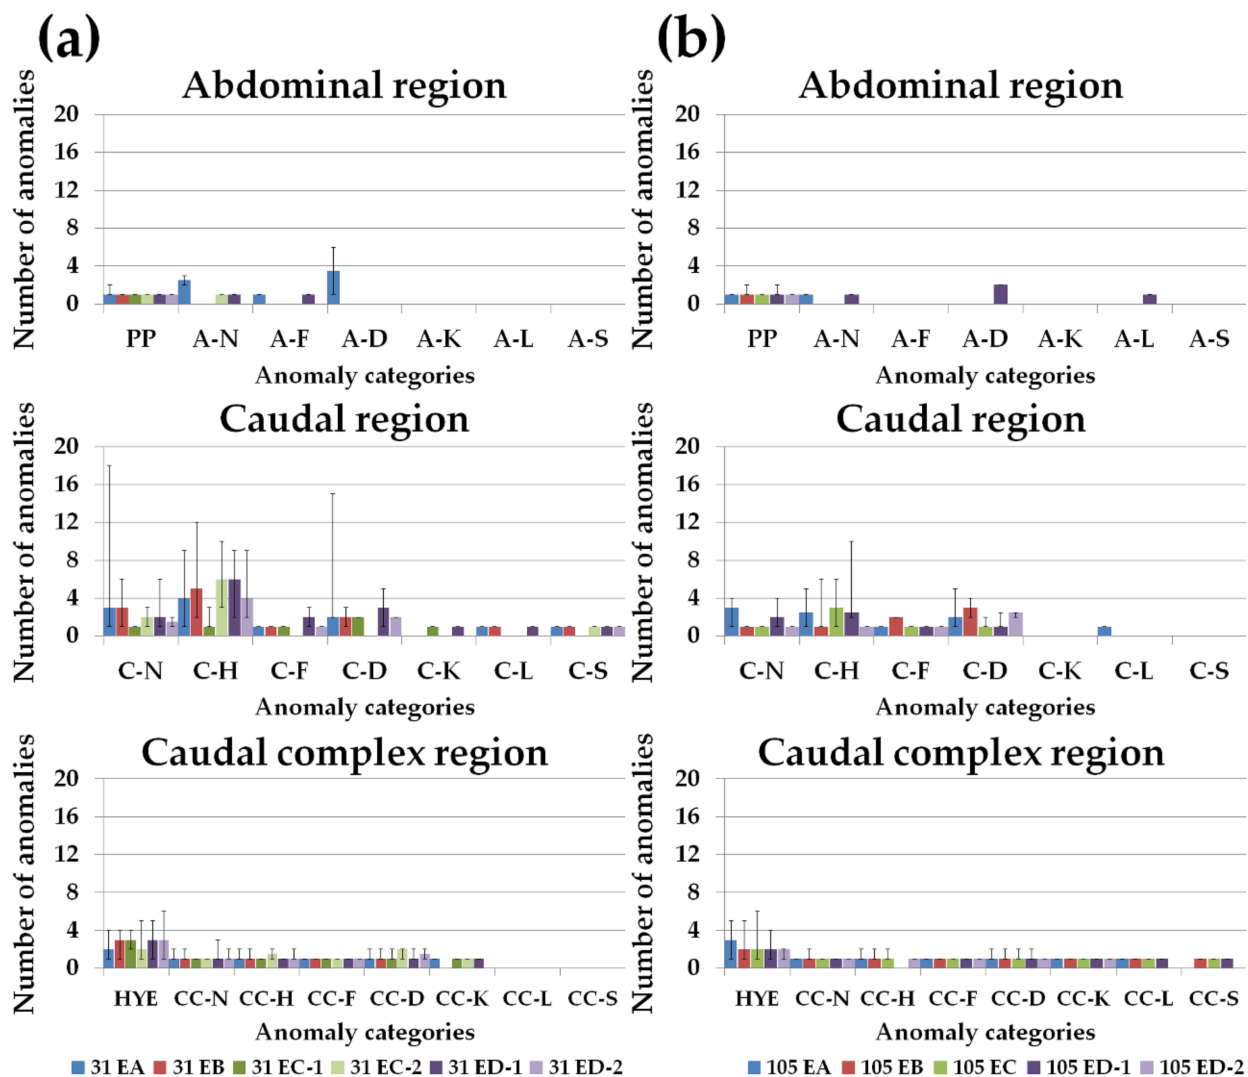 (a)
Abdominal region
Number of anomalies
20
16
12
8
4
0
PP A-N A-F A-D A-K A-L A-S
Anomaly categories
Caudal region
Number of anomalies
20
16
12
8
4
0
C-N C-H C-F C-D C-K C-L C-S
Anomaly categories
Caudal complex region
Number of anomalies
20
16
12
8
4
0
HYE CC-N CC-H CC-F CC-D CC-K CC-L CC-S
Anomaly categories
31 EA 31 EB 31 EC-1 31 EC-2 31 ED-1 31 ED-2
(b)
Abdominal region
Number of anomalies
20
16
12
8
4
0
PP A-N A-F A-D A-K A-L A-S
Anomaly categories
Caudal region
Number of anomalies
20
16
12
8
4
0
C-N C-H C-F C-D C-K C-L C-S
Anomaly categories
Caudal complex region
Number of anomalies
20
16
12
8
4
0
HYE CC-N CC-H CC-F CC-D CC-K CC-L CC-S
Anomaly categories
105 EA 105 EB 105 EC 105 ED-1 105 ED-2